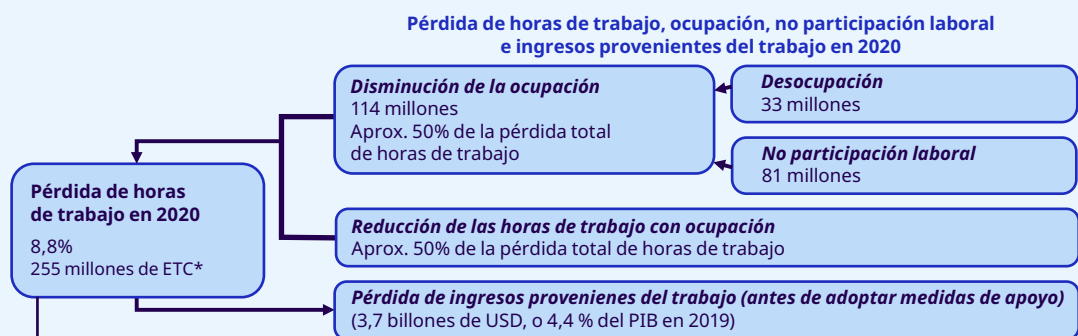 Pérdida de horas de trabajo, ocupación, no participación laboral
e ingresos provenientes del trabajo en 2020
Disminución de la ocupación
114 millones
Aprox. 50% de la pérdida total
de horas de trabajo
Desocupación
33 millones
No participación laboral
81 millones
Pérdida de horas
de trabajo en 2020
8,8%
255 millones de ETC*
Reducción de las horas de trabajo con ocupación
Aprox. 50% de la pérdida total de horas de trabajo
Pérdida de ingresos provenienes del trabajo (antes de adoptar medidas de apoyo)
(3,7 billones de USD, o 4,4 % del PIB en 2019)